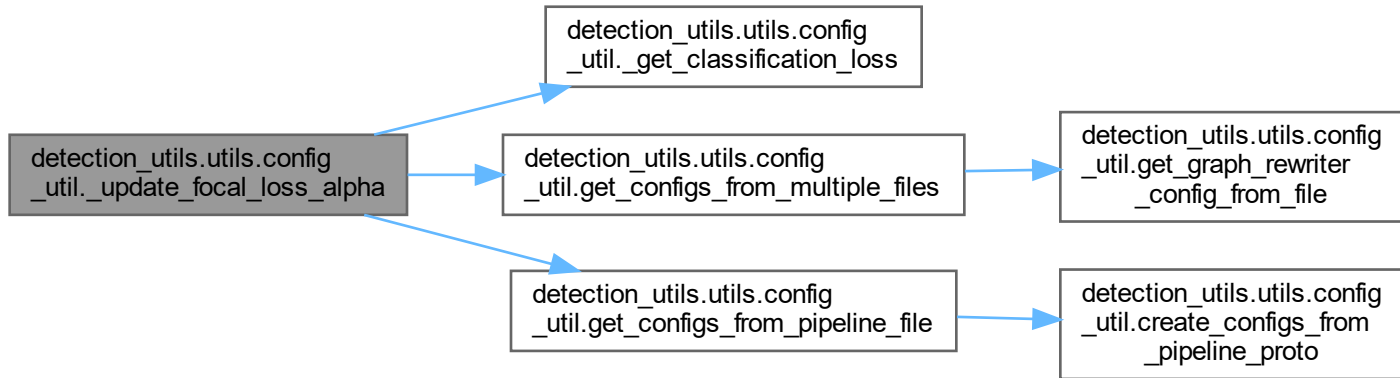 detection_utils.utils.config
_util._get_classification_loss
detection_utils.utils.config
_util._update_focal_loss_alpha
detection_utils.utils.config
_util.get_configs_from_multiple_files
detection_utils.utils.config
_util.get_graph_rewriter
_config_from_file
detection_utils.utils.config
_util.get_configs_from_pipeline_file
detection_utils.utils.config
_util.create_configs_from
_pipeline_proto